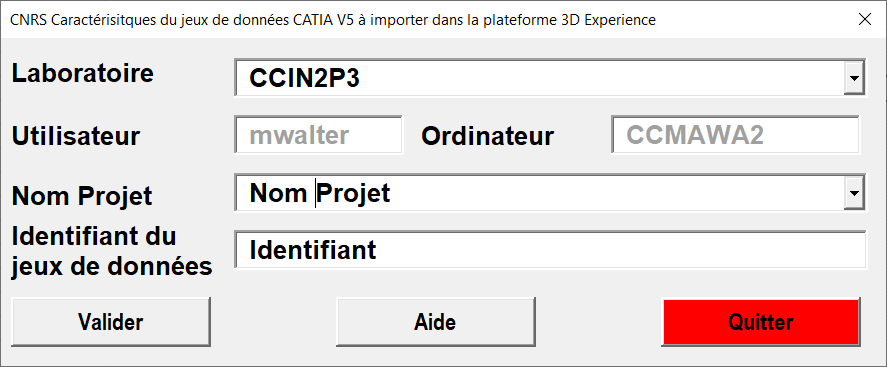 CNRS Caractérisitques du jeux de données CATIA V5 à importer dans la plateforme 3D Experience
Laboratoire CCIN2P3
Utilisateur mwalter Ordinateur CCMAWA2
Nom Projet Nom Projet
Identifiant du
jeux de données Identifiant
Valider Aide Quitter